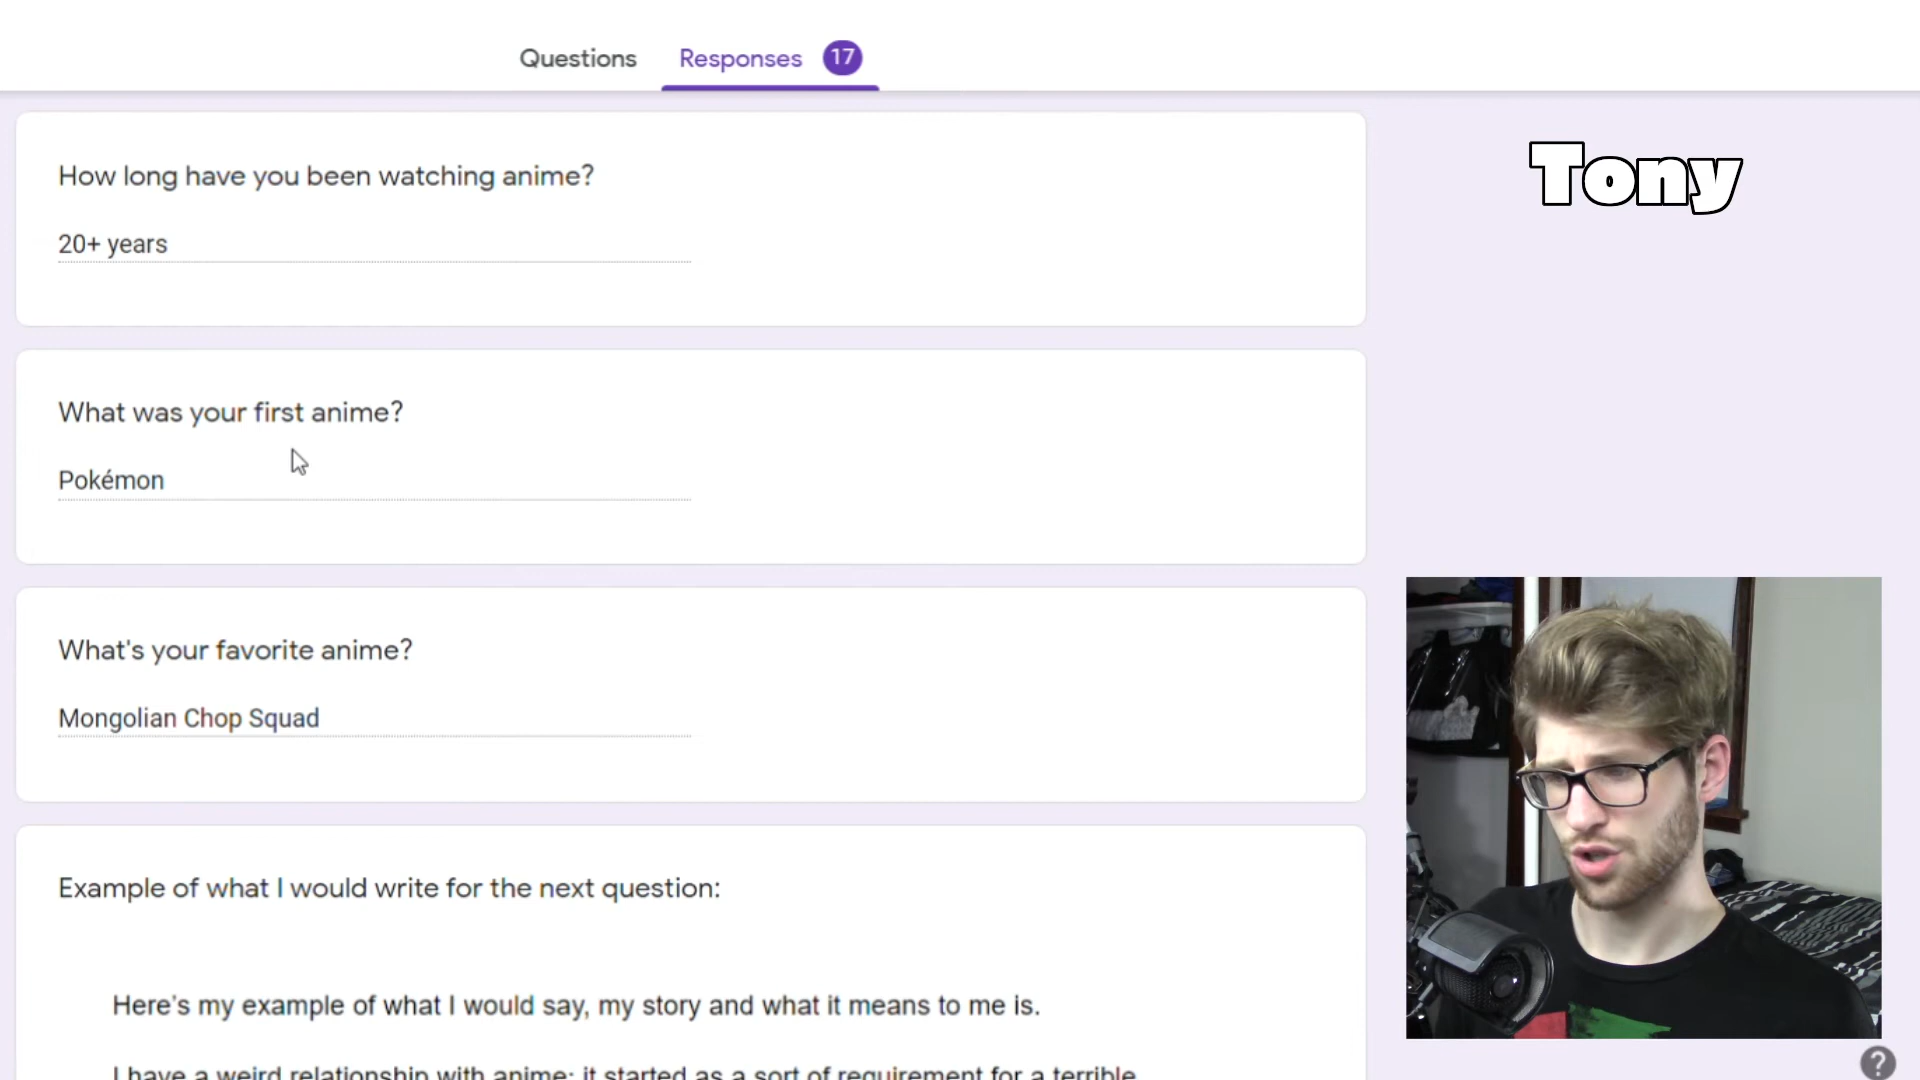 Questions
Responses 17
Tony
How long have you been watching anime?
20+ years
What was your first anime?
Pokémon
What's your favorite anime?
Mongolian Chop Squad
Example of what I would write for the next question:
Here's my example of what I would say, my story and what it means to me is.
I have a weird relationship with anime; it started as a sort of requirement for a terrible
?